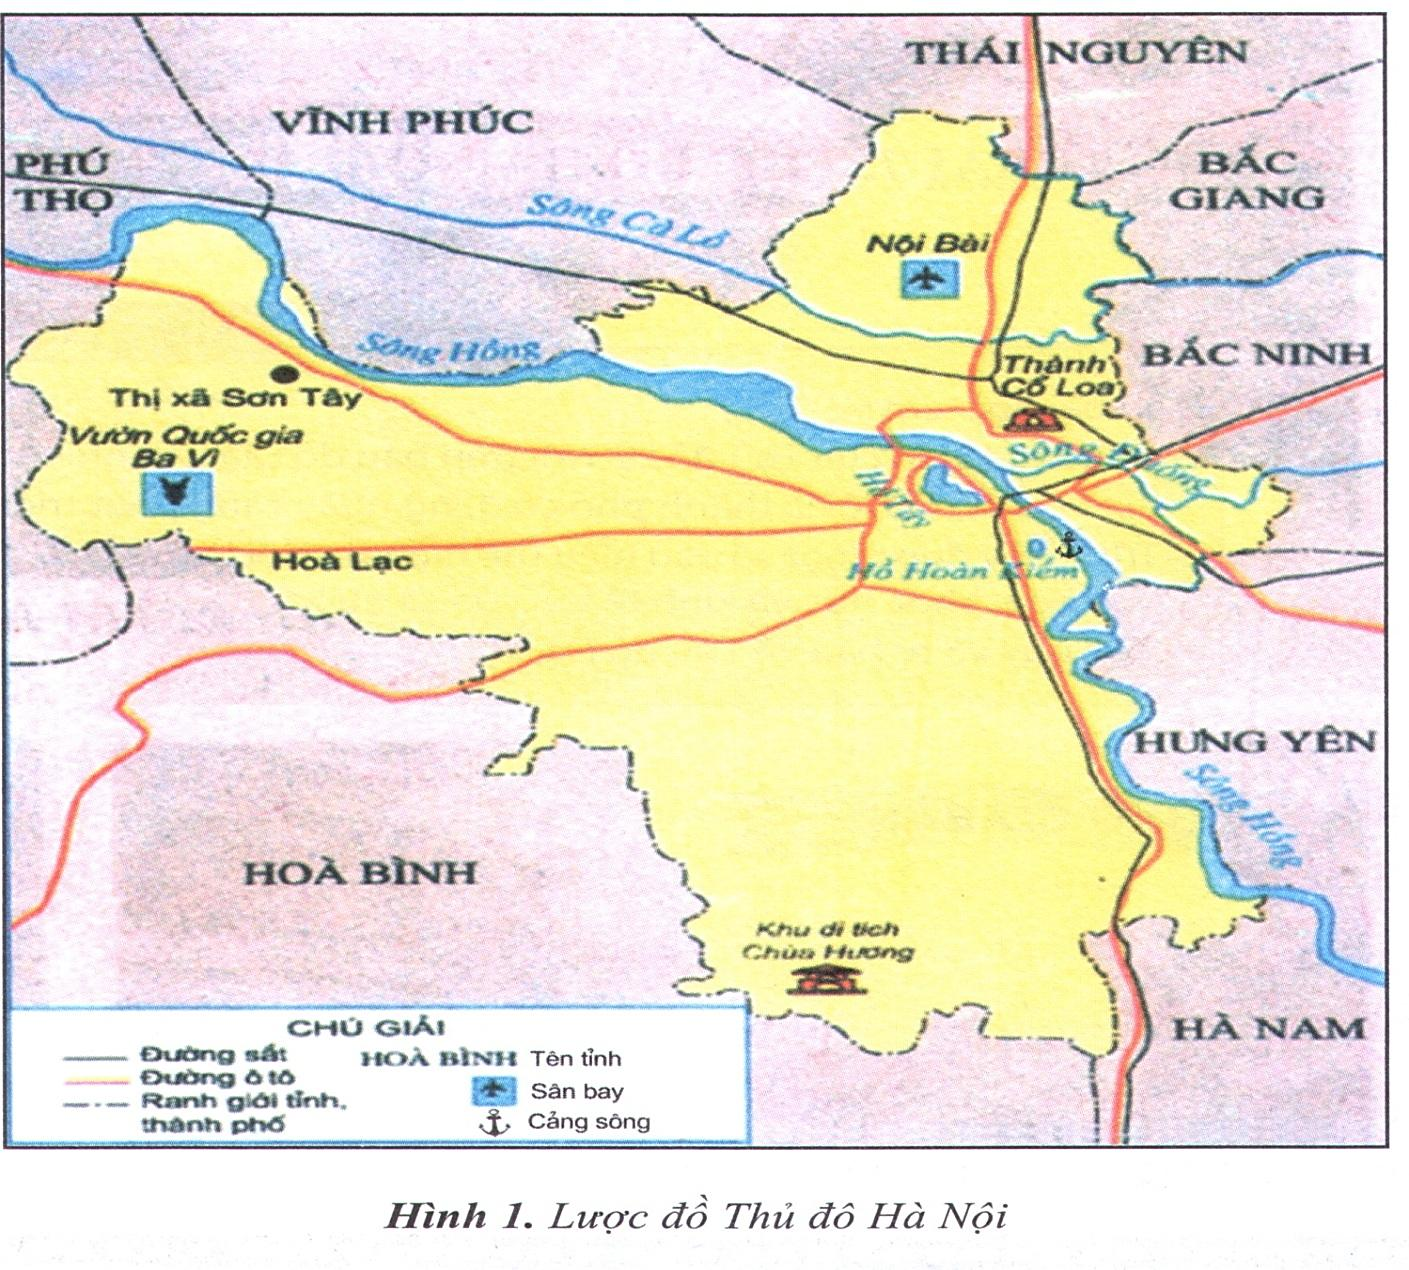 THÁI NGUYÊN
VĨNH PHÚC
PHÚ
THỌ
BẮC
GIANG
Sông Cà Lồ
Nội Bài
Sông Hồng
Thành
Cổ Loa
BẮC NINH
Thị xã Sơn Tây
Vườn Quốc gia
Ba Vì
Sông Đuống
Hồ Tây
Hoà Lạc
Hồ Hoàn Kiếm
HƯNG YÊN
Sông Hồng
HOÀ BÌNH
Khu di tích
Chùa Hương
HÀ NAM
CHÚ GIẢI
Đường sắt
Đường ô tô
Ranh giới tỉnh,
thành phố
HOÀ BÌNH Tên tỉnh
Sân bay
Cảng sông
Hình 1. Lược đồ Thủ đô Hà Nội